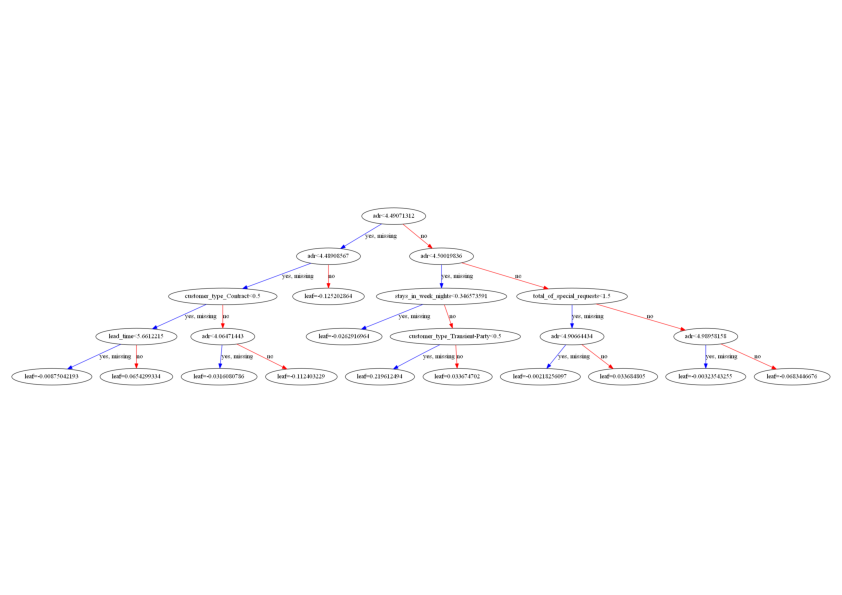 adr<4.49071312
yes, missing
no
adr<4.48908567
adr<4.50019836
yes, missing
no
yes, missing
no
customer_type_Contract<0.5
leaf=-0.125202864
stays_in_week_nights<0.346573591
total_of_special_requests<1.5
yes, missing
no
yes, missing
no
yes, missing
no
lead_time<5.6612215
adr<4.06471443
leaf=-0.0262916964
customer_type_Transient-Party<0.5
adr<4.90664434
adr<4.98958158
yes, missing
no
yes, missing
no
yes, missing
no
yes, missing
no
yes, missing
no
leaf=-0.00875042193
leaf=0.0654299334
leaf=-0.0316080786
leaf=-0.112403229
leaf=0.219612494
leaf=0.033674702
leaf=-0.00218256097
leaf=0.033684805
leaf=-0.00323543255
leaf=-0.0683446676